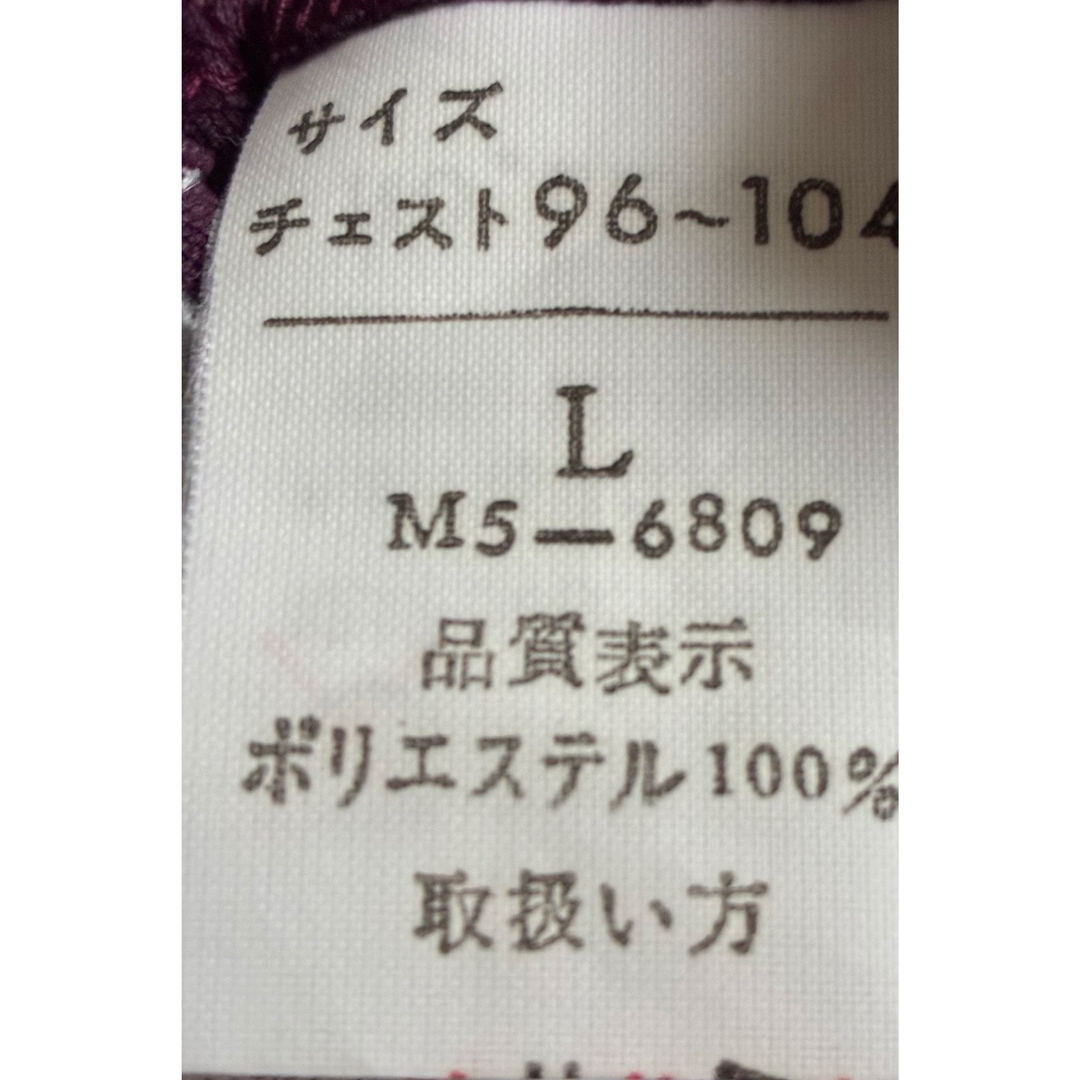 サイズ
チェスト96~104
L
M5-6809
品質表示
ポリエステル100%
取扱い方